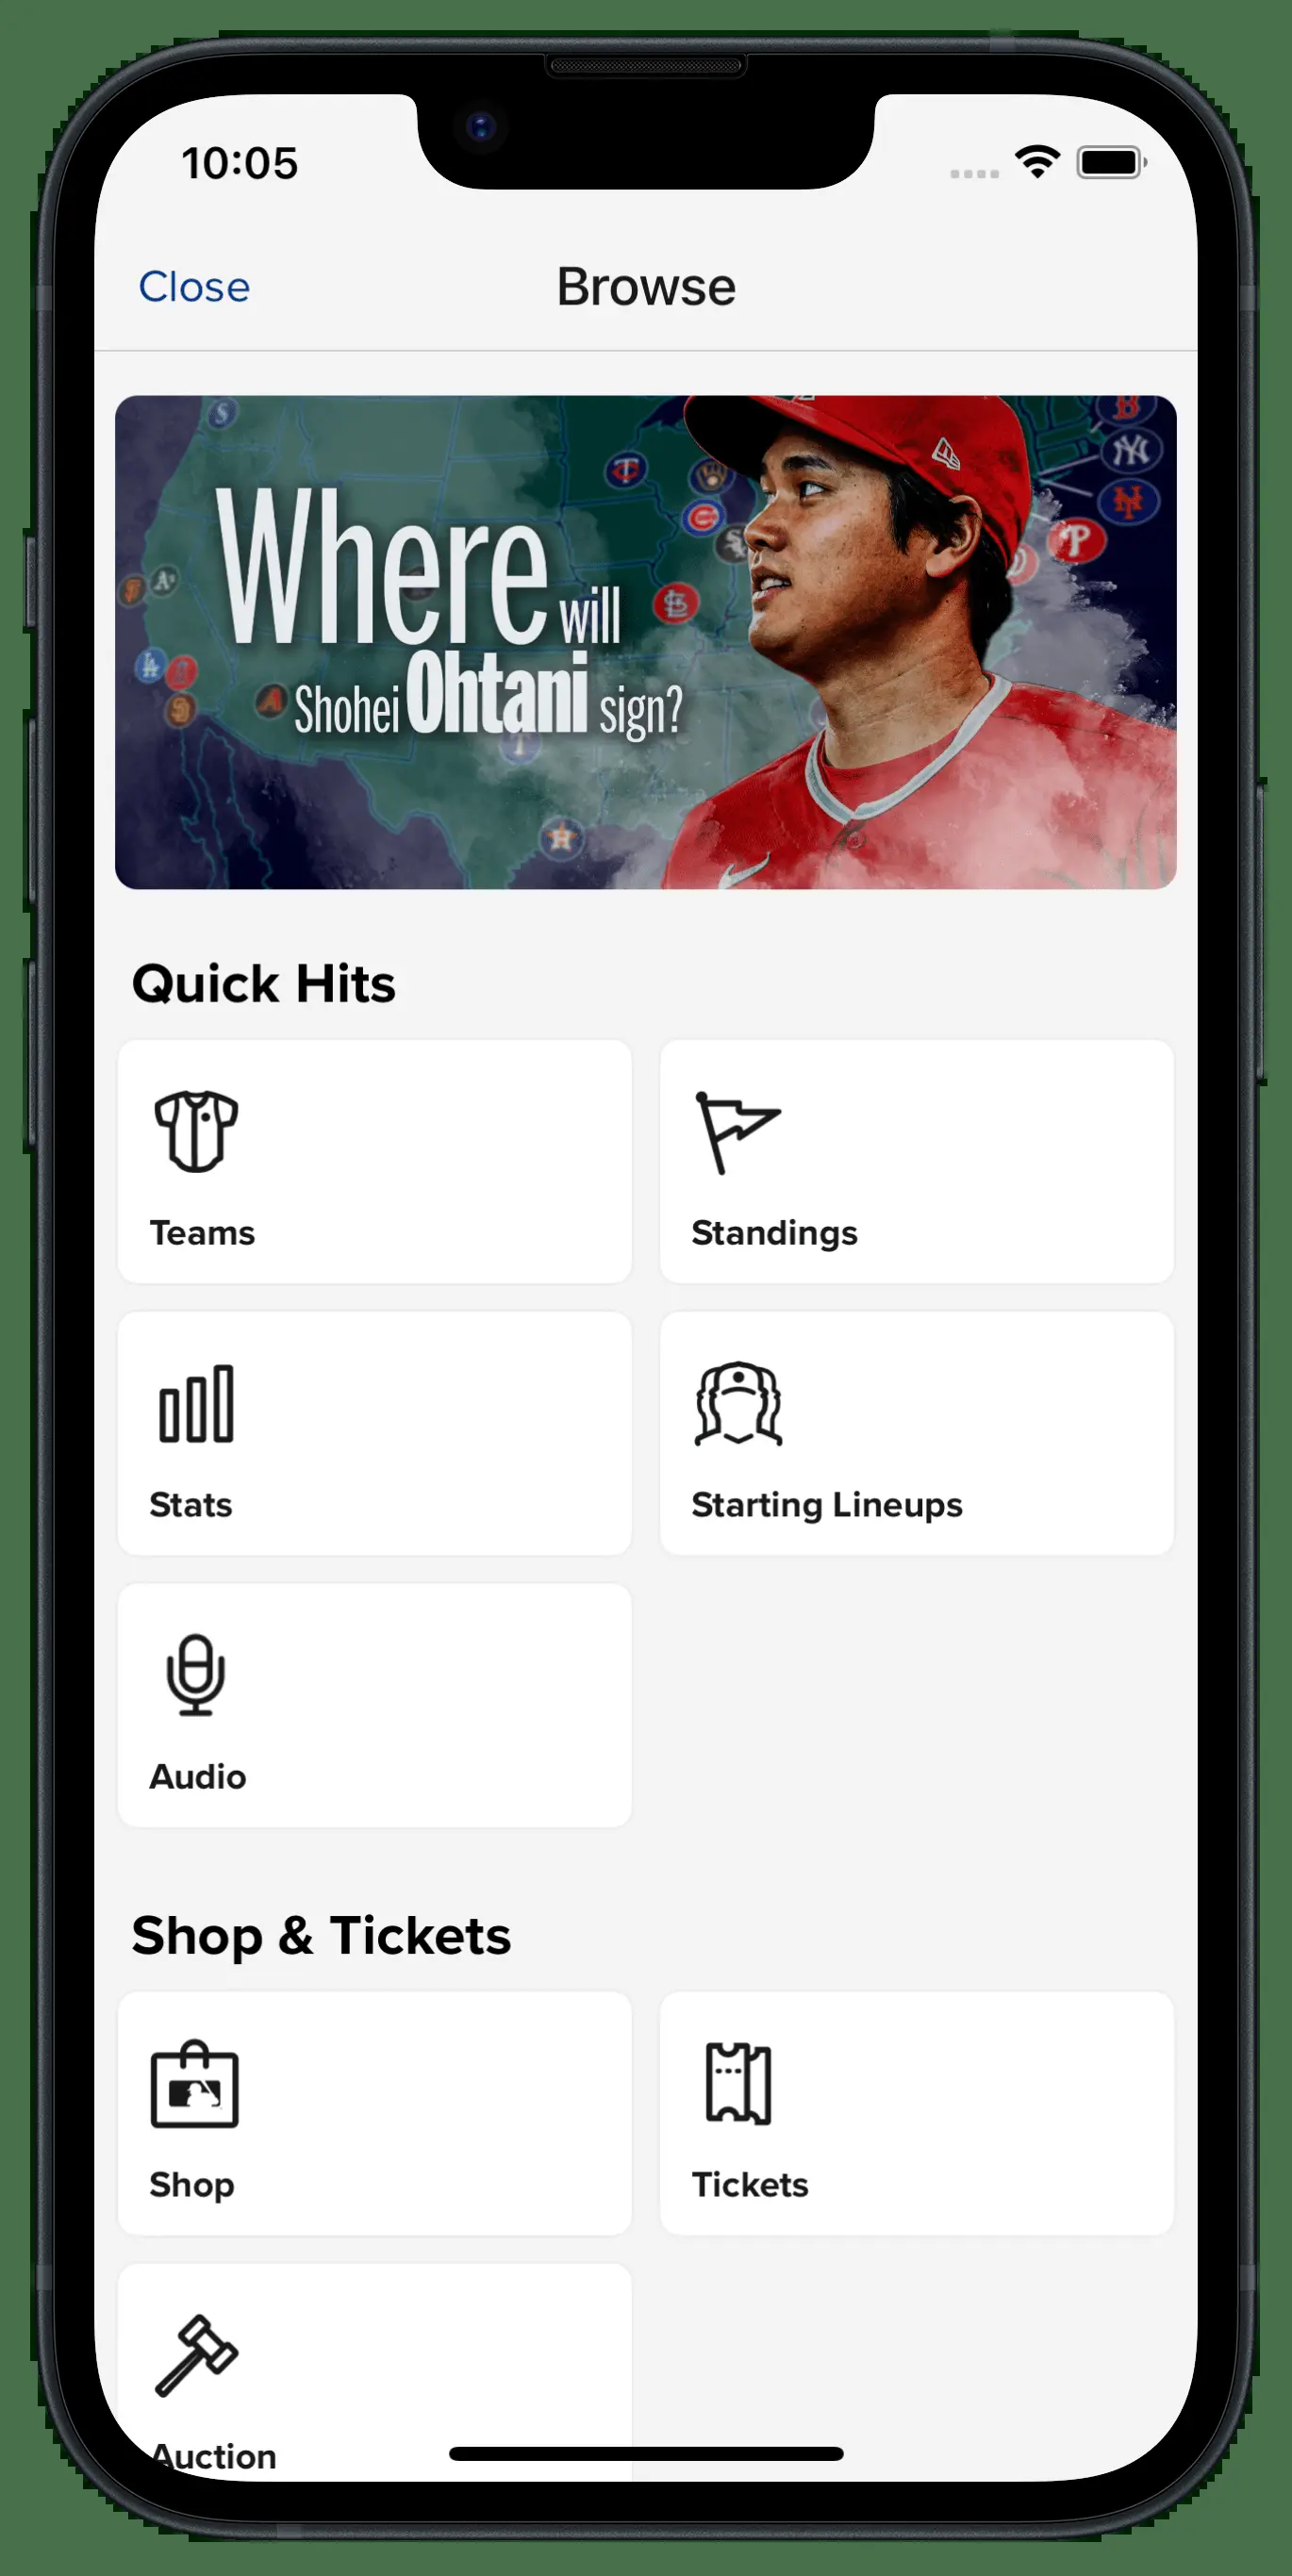 10:05
Close
Browse
Where will
Shohei Ohtani sign?
Quick Hits
Teams
Standings
Stats
Starting Lineups
Audio
Shop & Tickets
Shop
Tickets
Auction